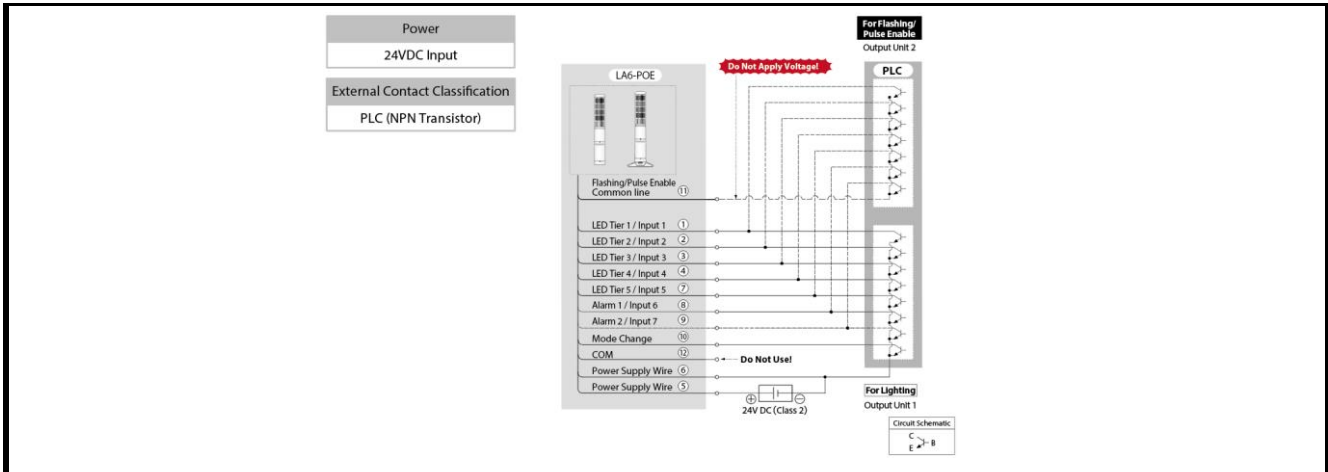 Power
24VDC Input
External Contact Classification
PLC (NPN Transistor)
For Flashing/
Pulse Enable
Output Unit 2
LA6-POE
Do Not Apply Voltage!
PLC
Flashing/Pulse Enable
Common line ⑪
LED Tier 1 / Input 1 ①
LED Tier 2 / Input 2 ②
LED Tier 3 / Input 3 ③
LED Tier 4 / Input 4 ④
LED Tier 5 / Input 5 ⑦
Alarm 1 / Input 6 ⑧
Alarm 2 / Input 7 ⑨
Mode Change ⑩
COM ⑫
Do Not Use!
Power Supply Wire ⑥
Power Supply Wire ⑤
24V DC (Class 2)
For Lighting
Output Unit 1
Circuit Schematic
C
E
B